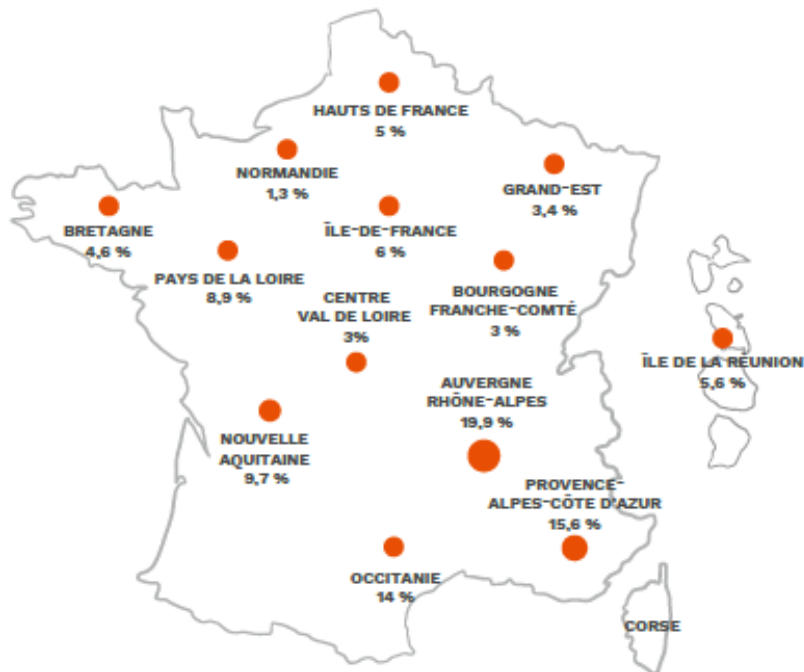 HAUTS DE FRANCE
5 %
NORMANDIE
1,3 %
GRAND-EST
3,4 %
BRETAGNE
4,6 %
ÎLE-DE-FRANCE
6 %
PAYS DE LA LOIRE
8,9 %
CENTRE
VAL DE LOIRE
3%
BOURGOGNE
FRANCHE-COMTÉ
3 %
ÎLE DE LA RÉUNION
5,6 %
AUVERGNE
RHÔNE-ALPES
19,9 %
NOUVELLE
AQUITAINE
9,7 %
PROVENCE-
ALPES-CÔTE D'AZUR
15,6 %
OCCITANIE
14 %
CORSE